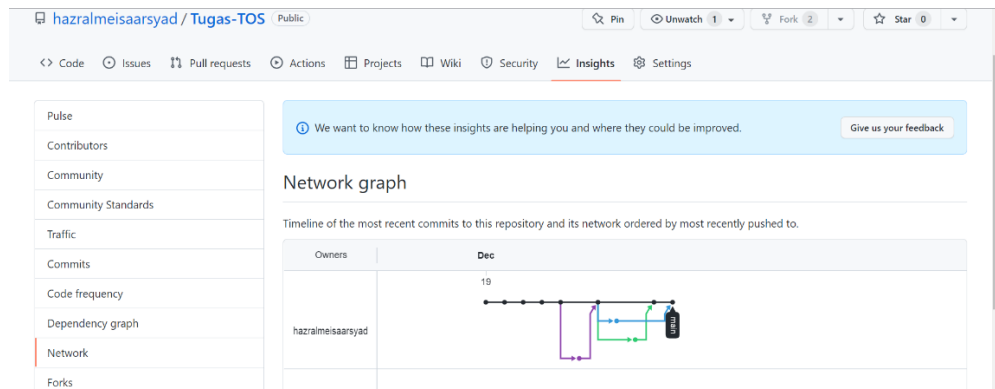 hazralmeisaarsyad / Tugas-TOS Public
Pin Unwatch 1 Fork 2 Star 0
Code Issues Pull requests Actions Projects Wiki Security Insights Settings
Pulse
Contributors
Community
Community Standards
Traffic
Commits
Code frequency
Dependency graph
Network
Forks
We want to know how these insights are helping you and where they could be improved. Give us your feedback
Network graph
Timeline of the most recent commits to this repository and its network ordered by most recently pushed to.
Owners Dec
19
hazralmeisaarsyad
main